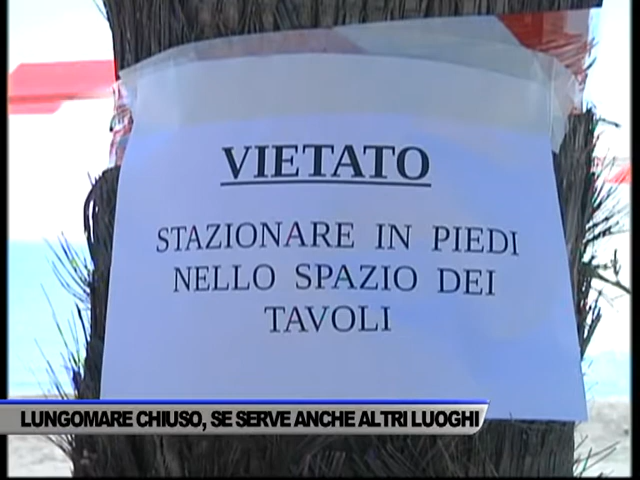 VIETATO
STAZIONARE IN PIEDI
NELLO SPAZIO DEI
TAVOLI
LUNGOMARE CHIUSO, SE SERVE ANCHE ALTRI LUOGHI